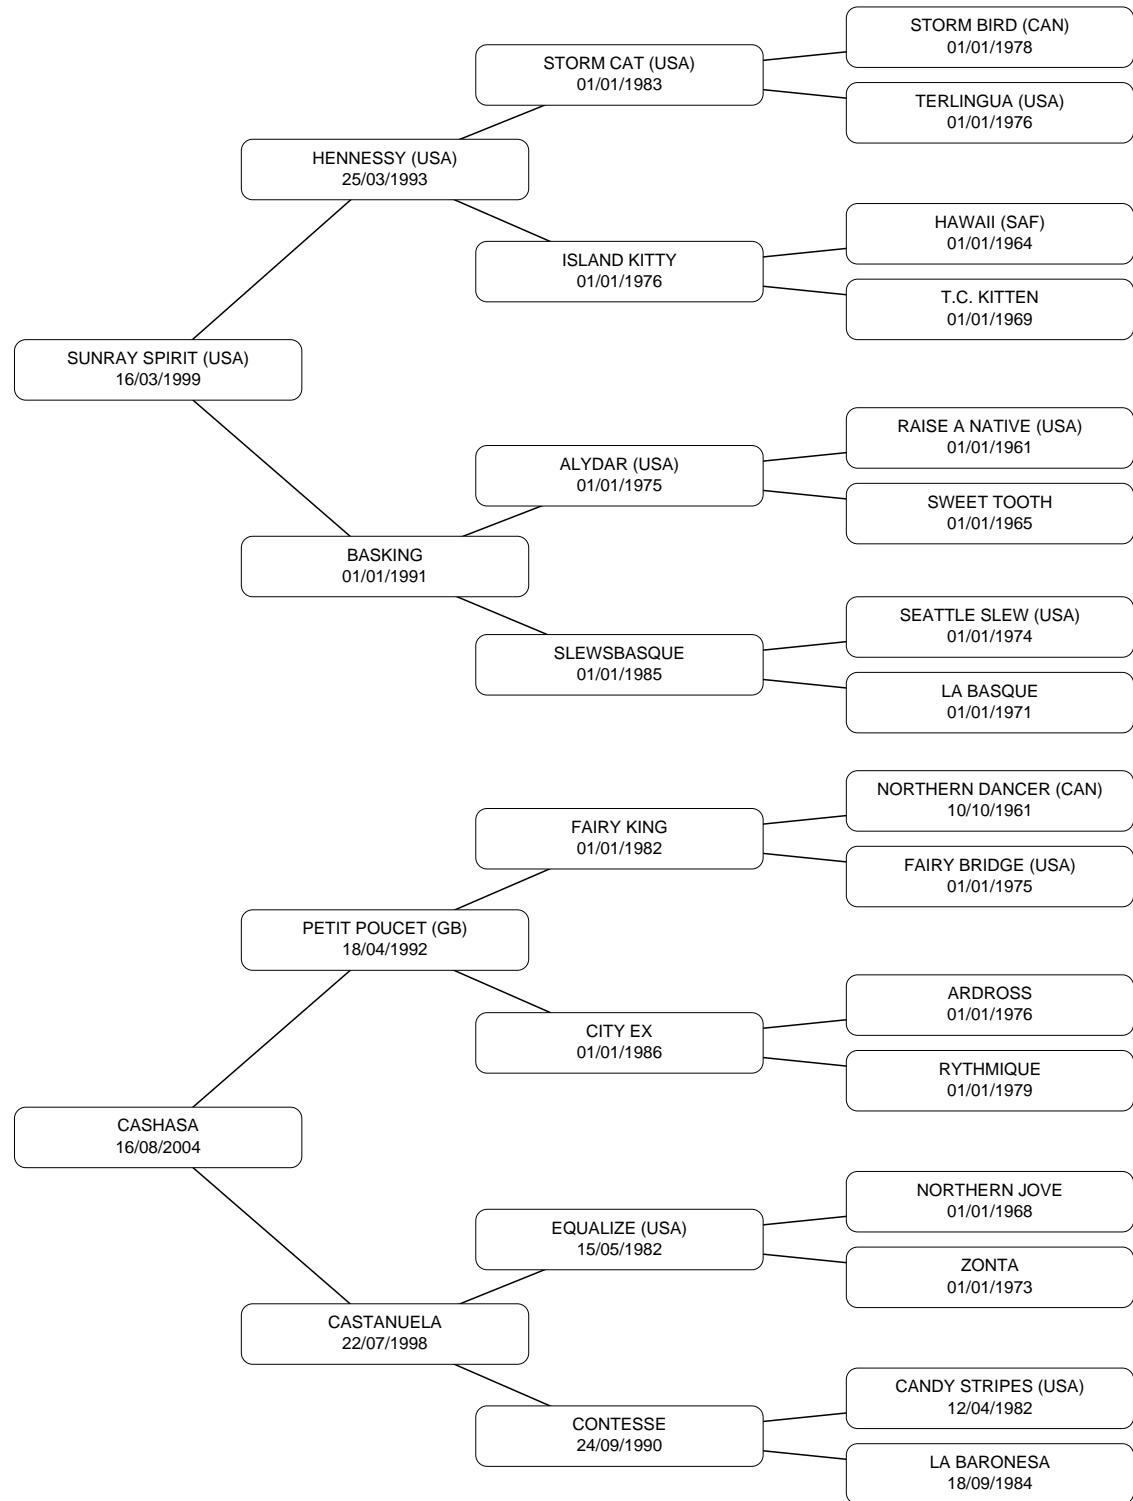 STORM BIRD (CAN)
01/01/1978
STORM CAT (USA)
01/01/1983
TERLINGUA (USA)
01/01/1976
HENNESSY (USA)
25/03/1993
HAWAII (SAF)
01/01/1964
ISLAND KITTY
01/01/1976
T.C. KITTEN
01/01/1969
SUNRAY SPIRIT (USA)
16/03/1999
RAISE A NATIVE (USA)
01/01/1961
ALYDAR (USA)
01/01/1975
SWEET TOOTH
01/01/1965
BASKING
01/01/1991
SEATTLE SLEW (USA)
01/01/1974
SLEWSBASQUE
01/01/1985
LA BASQUE
01/01/1971
NORTHERN DANCER (CAN)
10/10/1961
FAIRY KING
01/01/1982
FAIRY BRIDGE (USA)
01/01/1975
PETIT POUCET (GB)
18/04/1992
ARDROSS
01/01/1976
CITY EX
01/01/1986
RYTHMIQUE
01/01/1979
CASHASA
16/08/2004
NORTHERN JOVE
01/01/1968
EQUALIZE (USA)
15/05/1982
ZONTA
01/01/1973
CASTANUELA
22/07/1998
CANDY STRIPES (USA)
12/04/1982
CONTESSE
24/09/1990
LA BARONESA
18/09/1984